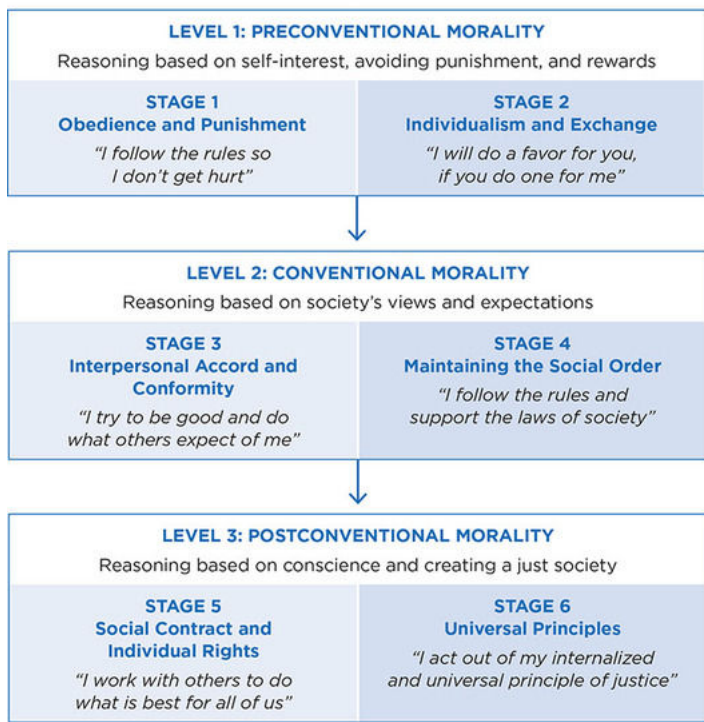 LEVEL 1: PRECONVENTIONAL MORALITY
Reasoning based on self-interest, avoiding punishment, and rewards
STAGE 1
Obedience and Punishment
“I follow the rules so
I don’t get hurt”
STAGE 2
Individualism and Exchange
“I will do a favor for you,
if you do one for me”
LEVEL 2: CONVENTIONAL MORALITY
Reasoning based on society’s views and expectations
STAGE 3
Interpersonal Accord and
Conformity
“I try to be good and do
what others expect of me”
STAGE 4
Maintaining the Social Order
“I follow the rules and
support the laws of society”
LEVEL 3: POSTCONVENTIONAL MORALITY
Reasoning based on conscience and creating a just society
STAGE 5
Social Contract and
Individual Rights
“I work with others to do
what is best for all of us”
STAGE 6
Universal Principles
“I act out of my internalized
and universal principle of justice”